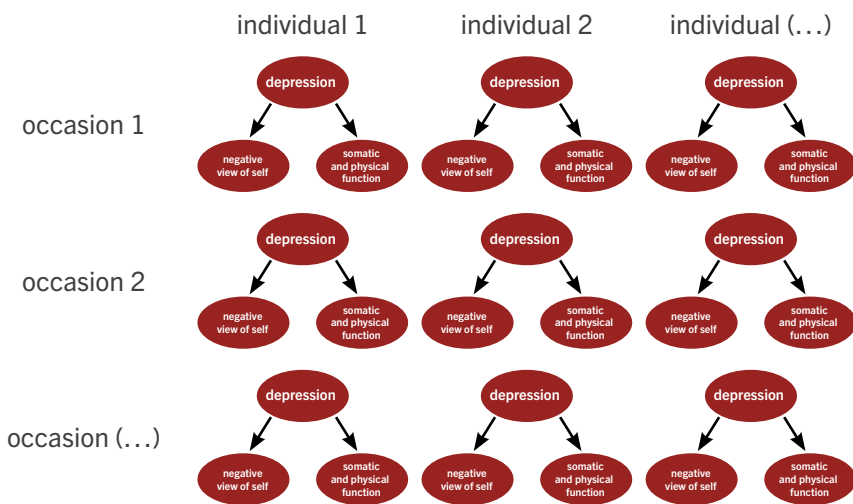 individual 1 individual 2 individual (...)
occasion 1
depression depression depression
negative
view of self
somatic
and physical
function
negative
view of self
somatic
and physical
function
negative
view of self
somatic
and physical
function
occasion 2
depression depression depression
negative
view of self
somatic
and physical
function
negative
view of self
somatic
and physical
function
negative
view of self
somatic
and physical
function
occasion (...)
depression depression depression
negative
view of self
somatic
and physical
function
negative
view of self
somatic
and physical
function
negative
view of self
somatic
and physical
function